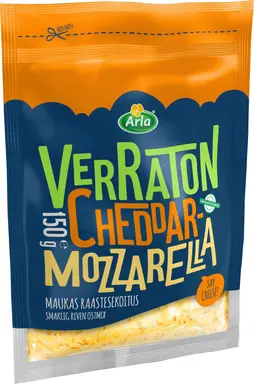 Arla
VERRATON
CHEDDAR-
MOZZARELLA
150 g e
MAUKAS RAASTESEKOITUS
SMAKLIG RIVEN OSTMIX
SAY
CHEESE!